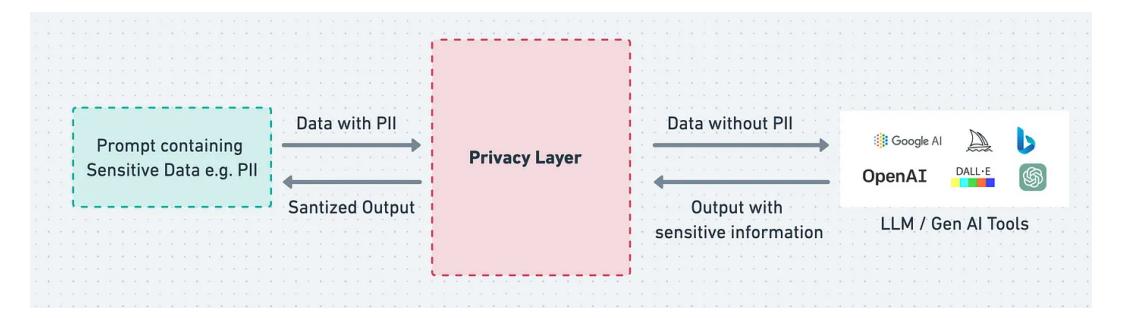 Prompt containing
Sensitive Data e.g. PII
Data with PII
Santized Output
Privacy Layer
Data without PII
Output with
sensitive information
Google AI
OpenAI
DALL·E
LLM / Gen AI Tools